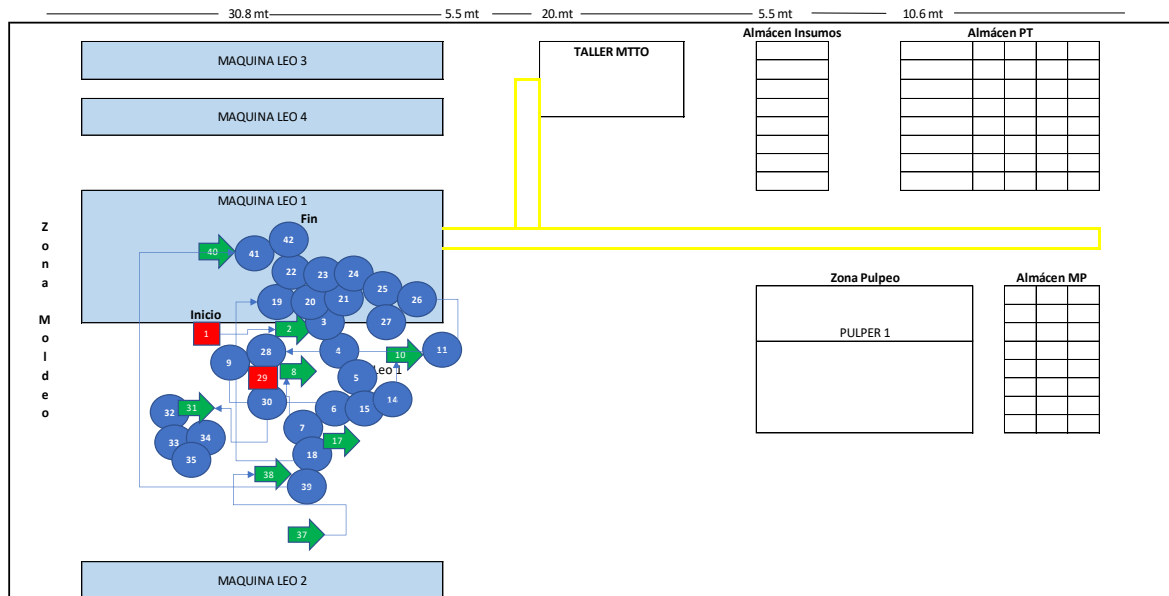 30.8 mt
5.5 mt
20.mt
5.5 mt
10.6 mt
MAQUINA LEO 3
TALLER MTTO
Almácen Insumos
Almácen PT
MAQUINA LEO 4
MAQUINA LEO 1
Fin
Zona Moldeo
40
41
42
22
23
24
25
26
19
20
21
27
Inicio
1
2
3
28
4
10
11
9
29
8
5
Leo 1
30
6
15
14
32
31
7
17
33
34
18
35
38
39
37
Zona Pulpeo
Almácen MP
PULPER 1
MAQUINA LEO 2